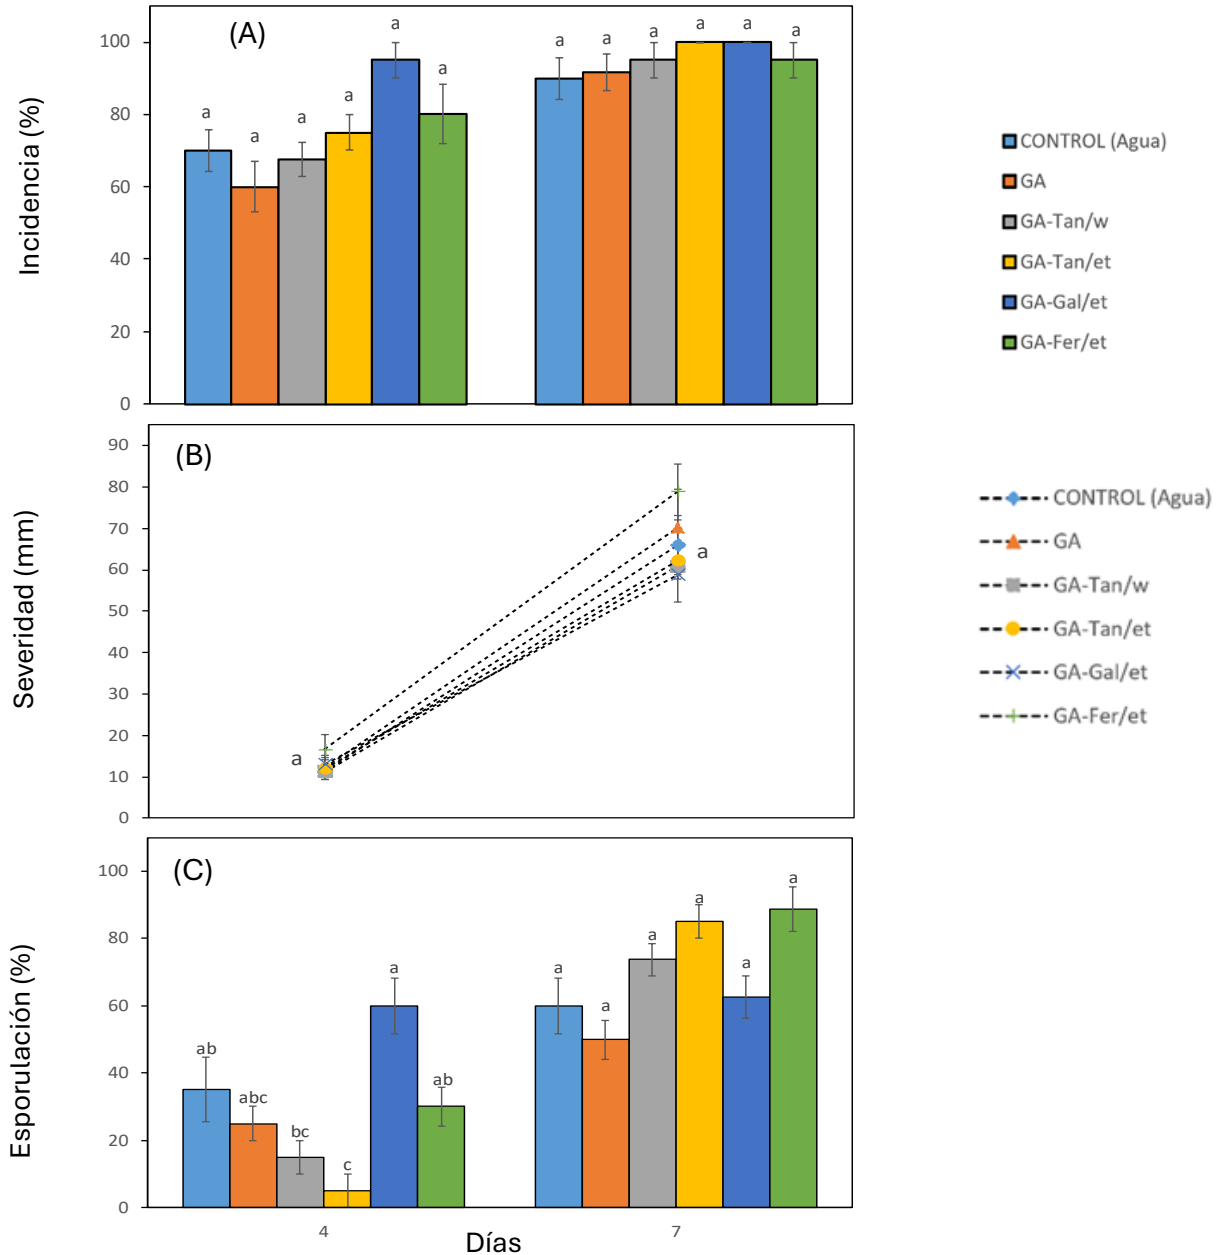 (A)
Incidencia (%)
100
80
60
40
20
0
a
a
a
a
a
a
a
a
a
a
a
a
CONTROL (Agua)
GA
GA-Tan/w
GA-Tan/et
GA-Gal/et
GA-Fer/et
(B)
Severidad (mm)
90
80
70
60
50
40
30
20
10
0
a
a
CONTROL (Agua)
GA
GA-Tan/w
GA-Tan/et
GA-Gal/et
GA-Fer/et
(C)
Esporulación (%)
100
80
60
40
20
0
ab
abc
bc
c
a
ab
a
a
a
a
a
a
4
7
Días